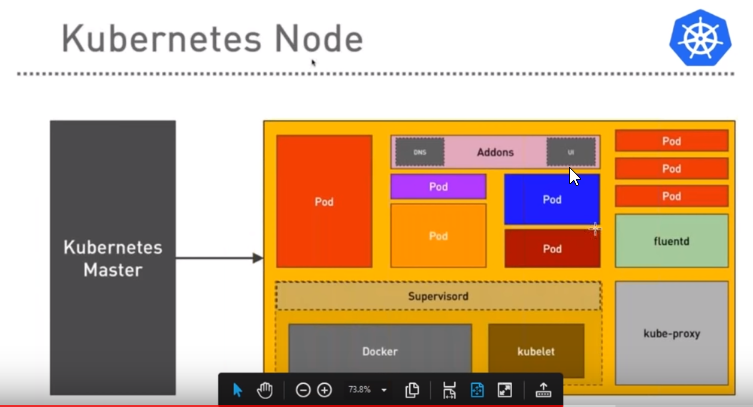 Kubernetes Node
Kubernetes
Master
Pod
DNS
Addons
UI
Pod
Pod
Pod
Pod
Pod
Pod
Pod
fluentd
Supervisord
Docker
kubelet
kube-proxy
73.8%